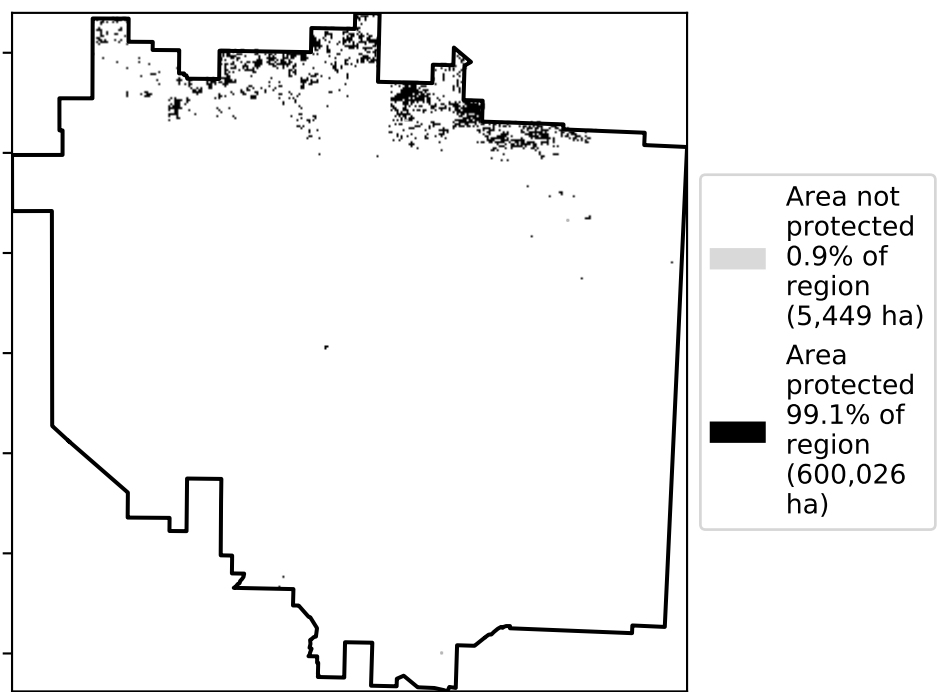 Area not
protected
0.9% of
region
(5,449 ha)
Area
protected
99.1% of
region
(600,026
ha)